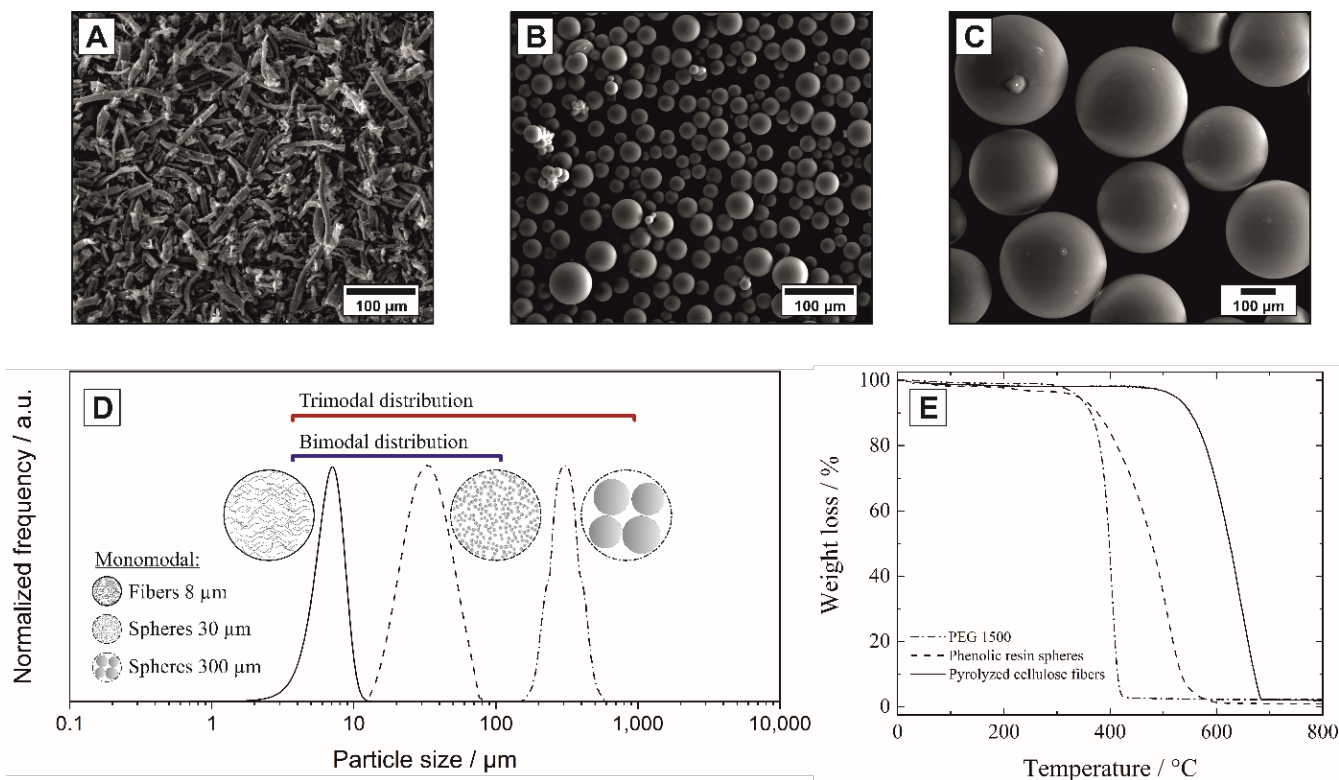 A
B
C
100 µm
100 µm
100 µm
D
Trimodal distribution
Bimodal distribution
Monomodal:
Fibers 8 µm
Spheres 30 µm
Spheres 300 µm
Normalized frequency / a.u.
0.1
1
10
100
1,000
10,000
Particle size / µm
E
Weight loss / %
100
80
60
40
20
0
PEG 1500
Phenolic resin spheres
Pyrolyzed cellulose fibers
0
200
400
600
800
Temperature / °C